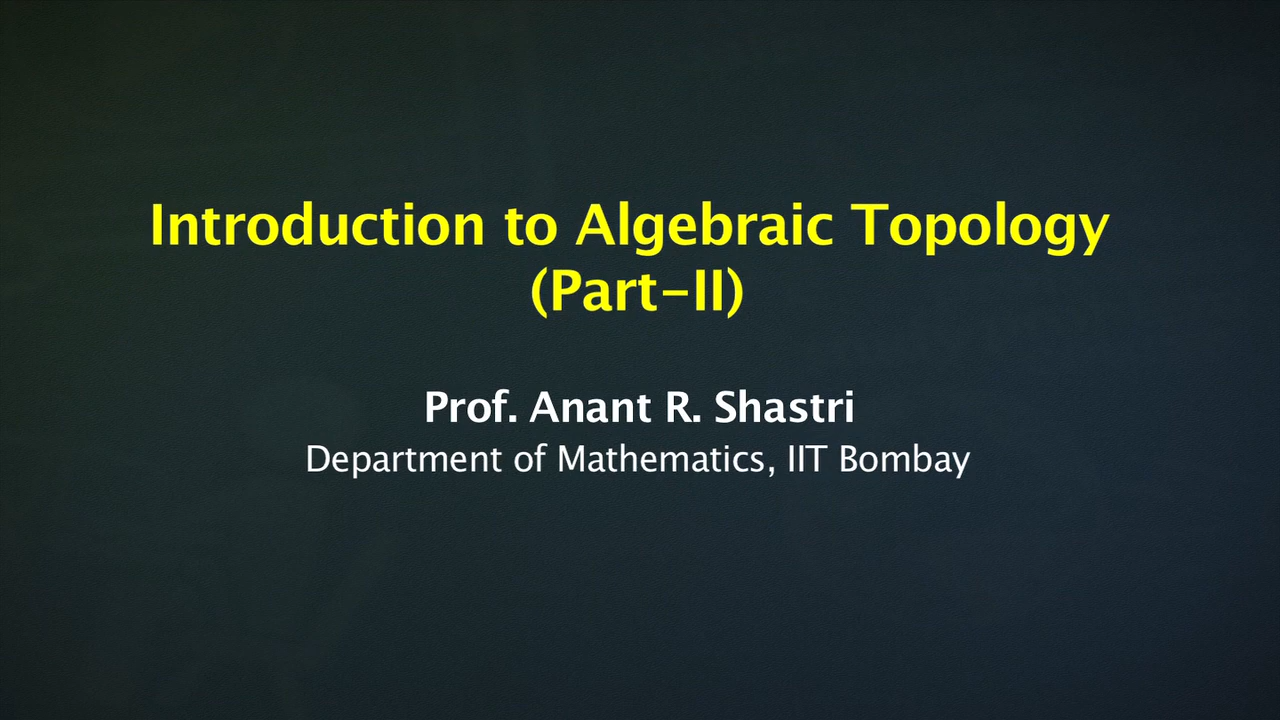 Introduction to Algebraic Topology
(Part-II)
Prof. Anant R. Shastri
Department of Mathematics, IIT Bombay